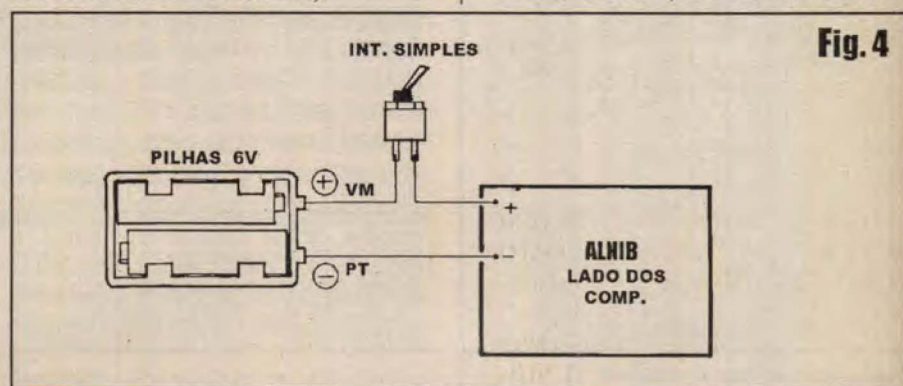 Fig. 4
INT. SIMPLES
PILHAS 6V
+ VM
- PT
+
-
ALNIB
LADO DOS
COMP.